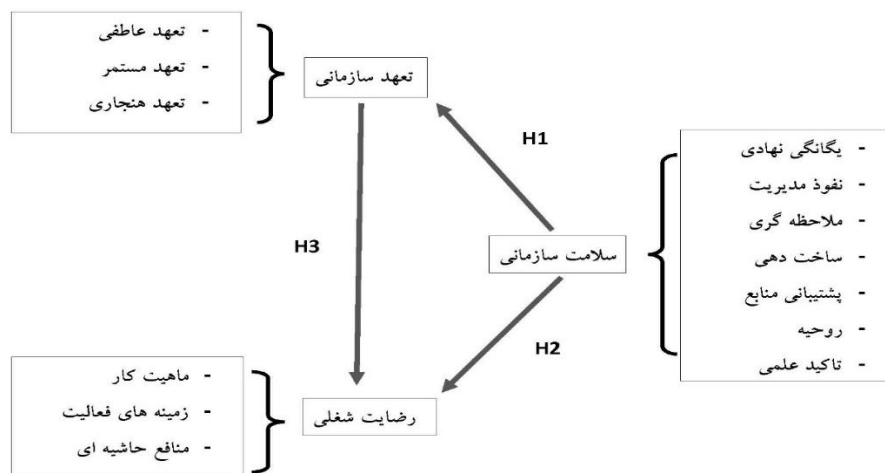 - تعهد عاطفی
- تعهد مستمر
- تعهد هنجاری
تعهد سازمانی
H1
- یگانگی نهادی
- نفوذ مدیریت
- ملاحظه گری
- ساخت دهی
- پشتیبانی منابع
- روحیه
- تاکید علمی
سلامت سازمانی
H3
H2
- ماهیت کار
- زمینه های فعالیت
- منافع حاشیه ای
رضایت شغلی